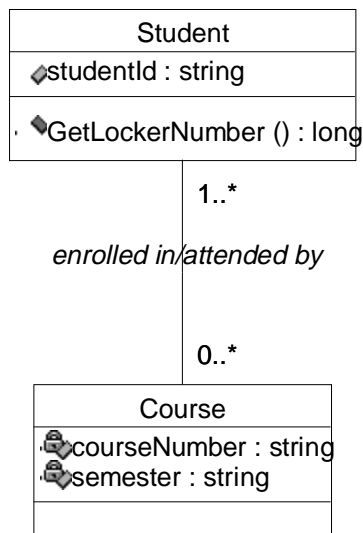 Student
studentId : string
GetLockerNumber () : long
1..*
enrolled in/attended by
0..*
Course
courseNumber : string
semester : string